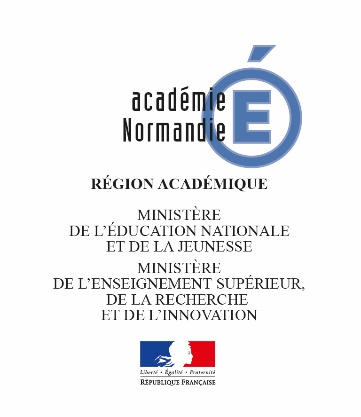 académie
Normandie
É
RÉGION ACADÉMIQUE
MINISTÈRE
DE L'ÉDUCATION NATIONALE
ET DE LA JEUNESSE
MINISTÈRE
DE L'ENSEIGNEMENT SUPÉRIEUR,
DE LA RECHERCHE
ET DE L'INNOVATION
Liberté • Égalité • Fraternité
RÉPUBLIQUE FRANÇAISE